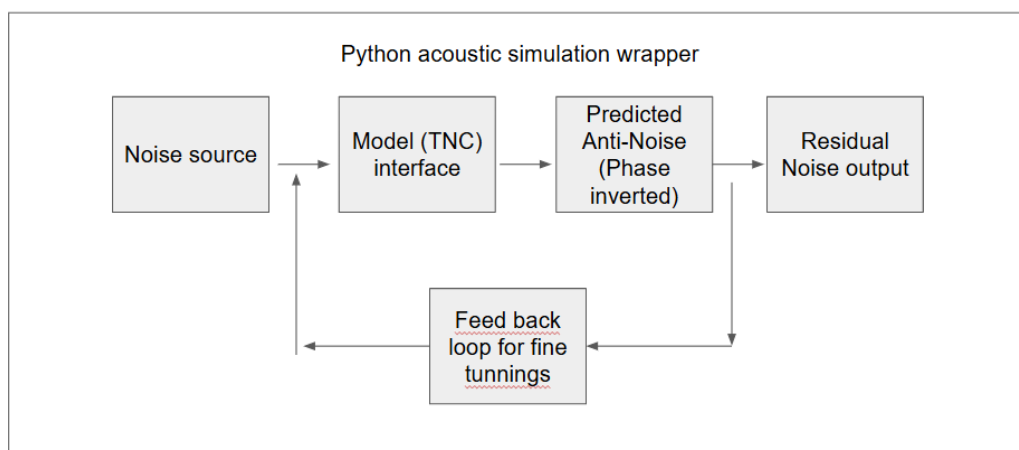 Python acoustic simulation wrapper
Noise source
Model (TNC)
interface
Predicted
Anti-Noise
(Phase
inverted)
Residual
Noise output
Feed back
loop for fine
tunnings